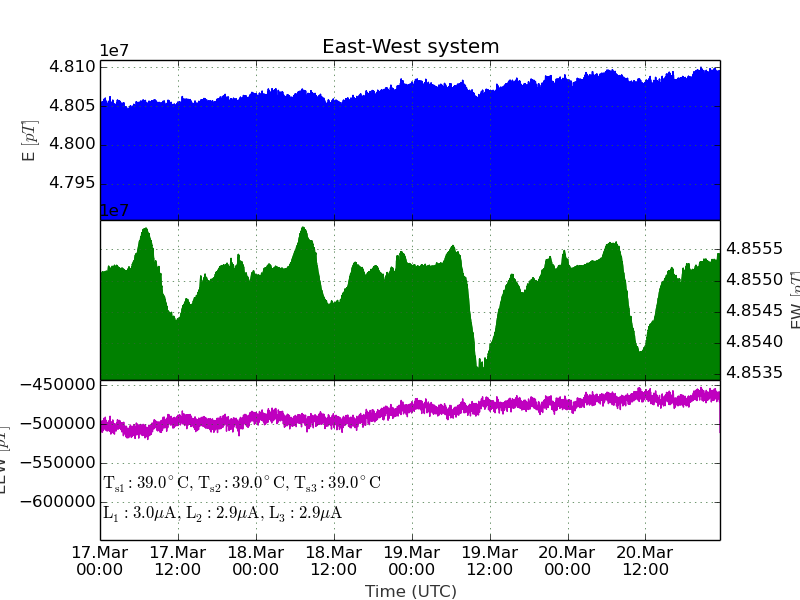 East-West system
1e7
4.810
4.805
4.800
4.795
E [pT]
1e7
4.8555
4.8550
4.8545
4.8540
4.8535
EW [pT]
−450000
−500000
−550000
−600000
[pT]
T_s1 : 39.0°C, T_s2 : 39.0°C, T_s3 : 39.0°C
L_1 : 3.0μA, L_2 : 2.9μA, L_3 : 2.9μA
17.Mar 17.Mar 18.Mar 18.Mar 19.Mar 19.Mar 20.Mar 20.Mar
00:00 12:00 00:00 12:00 00:00 12:00 00:00 12:00
Time (UTC)